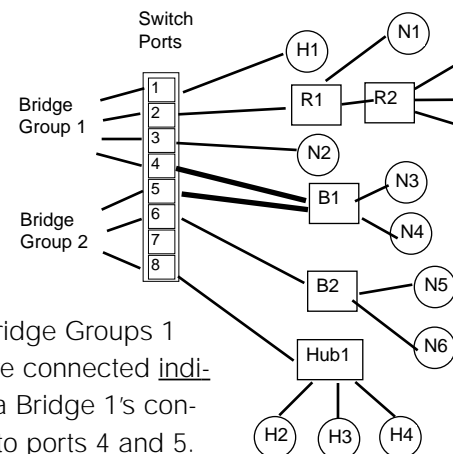 Switch
Ports
N1
H1
1
R1
R2
2
Bridge
Group 1
3
N2
4
N3
5
B1
Bridge
Group 2
6
N4
7
8
B2
N5
N6
Hub1
ridge Groups 1
e connected indi-
a Bridge 1's con-
to ports 4 and 5.
H2
H3
H4